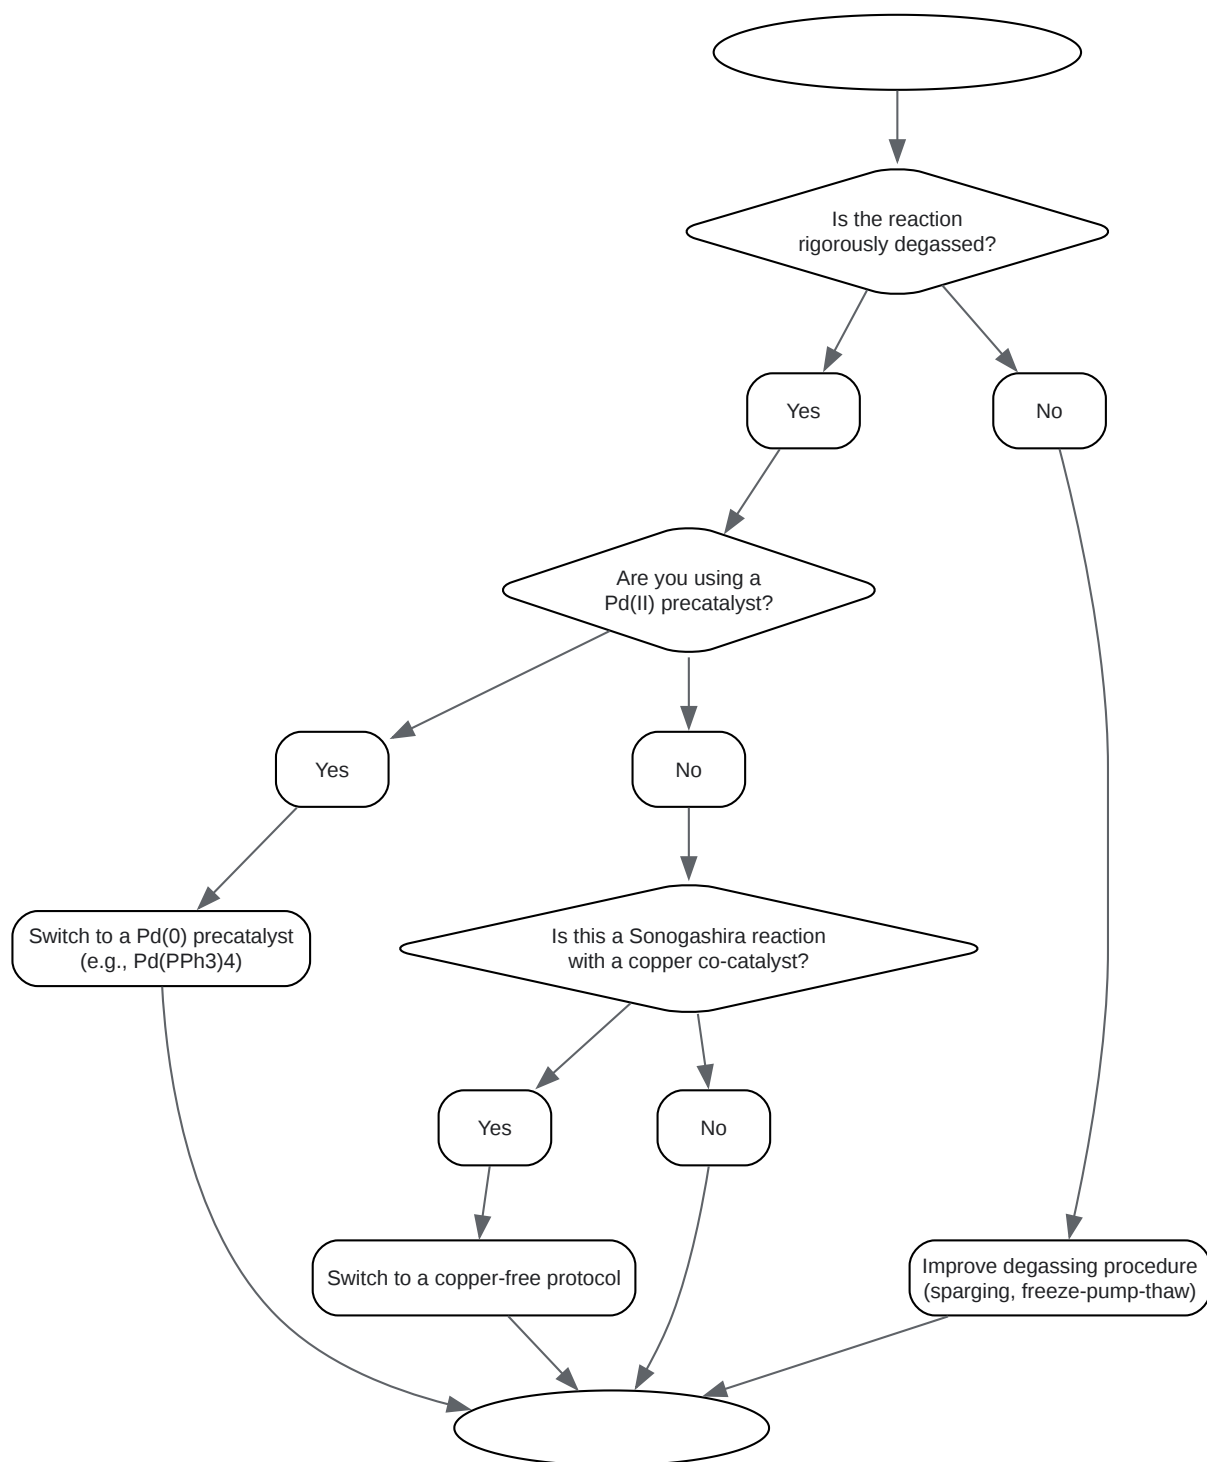 Is the reaction
rigorously degassed?
Yes
No
Are you using a
Pd(II) precatalyst?
Yes
No
Switch to a Pd(0) precatalyst
(e.g., Pd(PPh3)4)
Is this a Sonogashira reaction
with a copper co-catalyst?
Yes
No
Switch to a copper-free protocol
Improve degassing procedure
(sparging, freeze-pump-thaw)